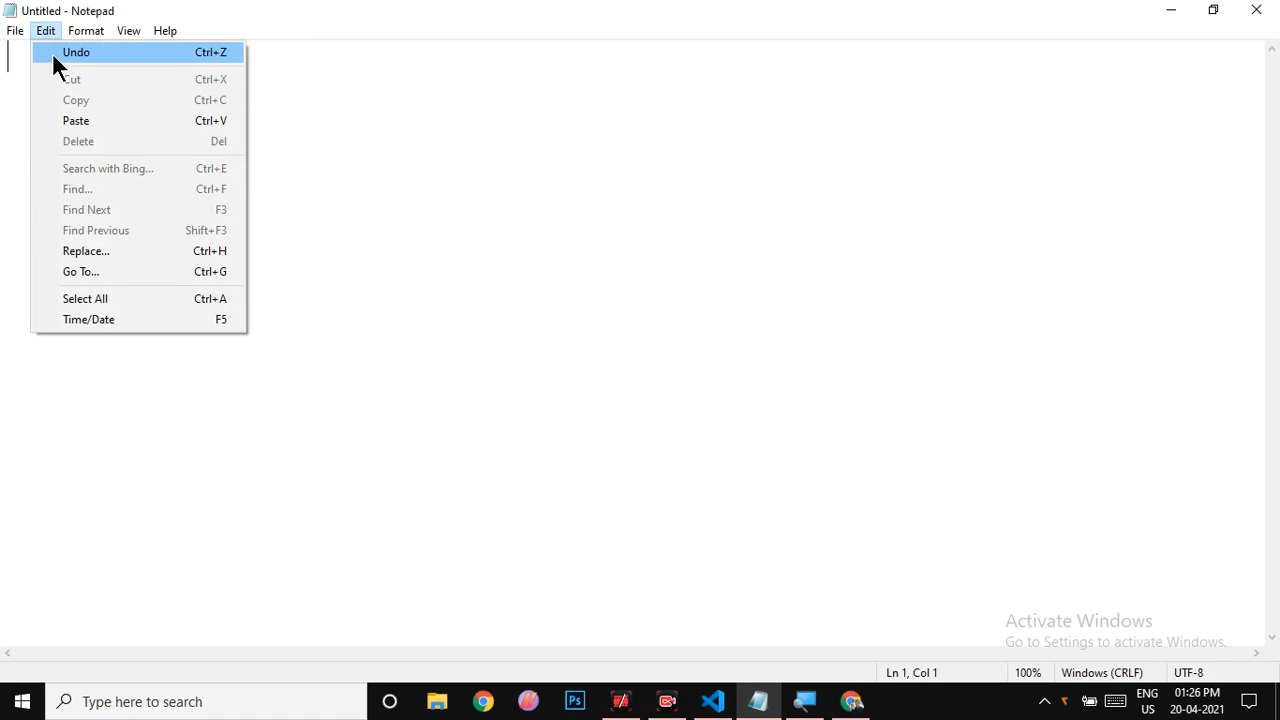 Untitled - Notepad
File Edit Format View Help
Undo Ctrl+Z
Cut Ctrl+X
Copy Ctrl+C
Paste Ctrl+V
Delete Del
Search with Bing... Ctrl+E
Find... Ctrl+F
Find Next F3
Find Previous Shift+F3
Replace... Ctrl+H
Go To... Ctrl+G
Select All Ctrl+A
Time/Date F5
Activate Windows
Go to Settings to activate Windows.
Ln 1, Col 1 100% Windows (CRLF) UTF-8
Type here to search
Ps
ENG
US
01:26 PM
20-04-2021